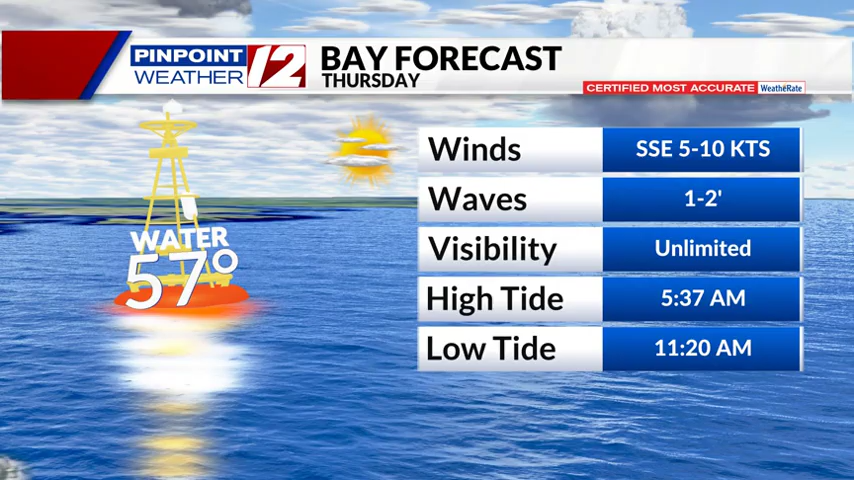 PINPOINT
WEATHER
12
BAY FORECAST
THURSDAY
CERTIFIED MOST ACCURATE WeatheRate
WATER
57°
Winds SSE 5-10 KTS
Waves 1-2'
Visibility Unlimited
High Tide 5:37 AM
Low Tide 11:20 AM